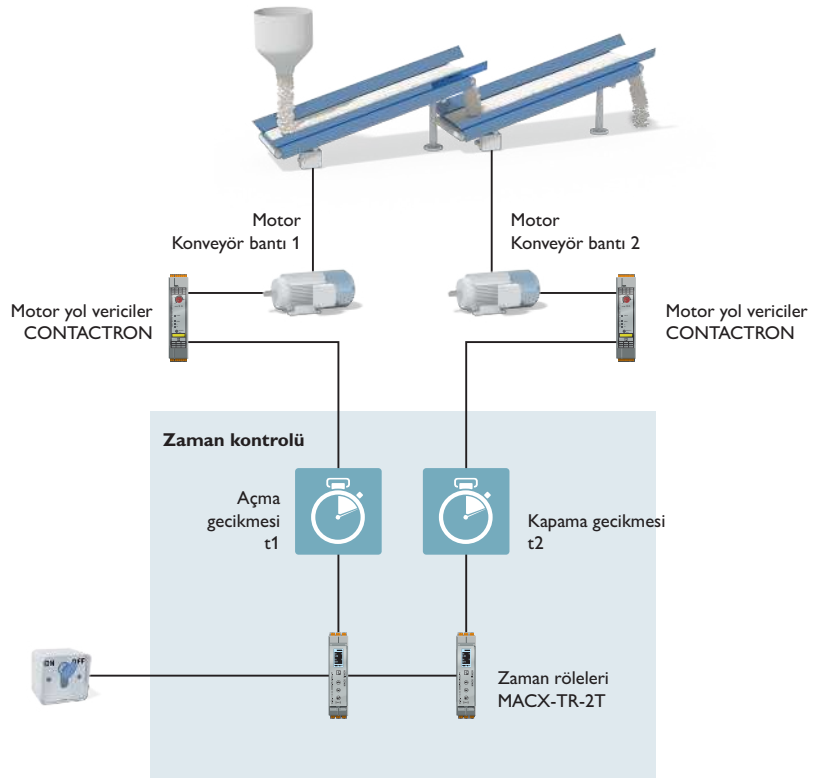 Motor
Konveyör bantı 1
Motor
Konveyör bantı 2
Motor yol vericiler
CONTACTRON
Motor yol vericiler
CONTACTRON
Zaman kontrolü
Açma
gecikmesi
t1
Kapama gecikmesi
t2
ON OFF
Zaman röleleri
MACX-TR-2T